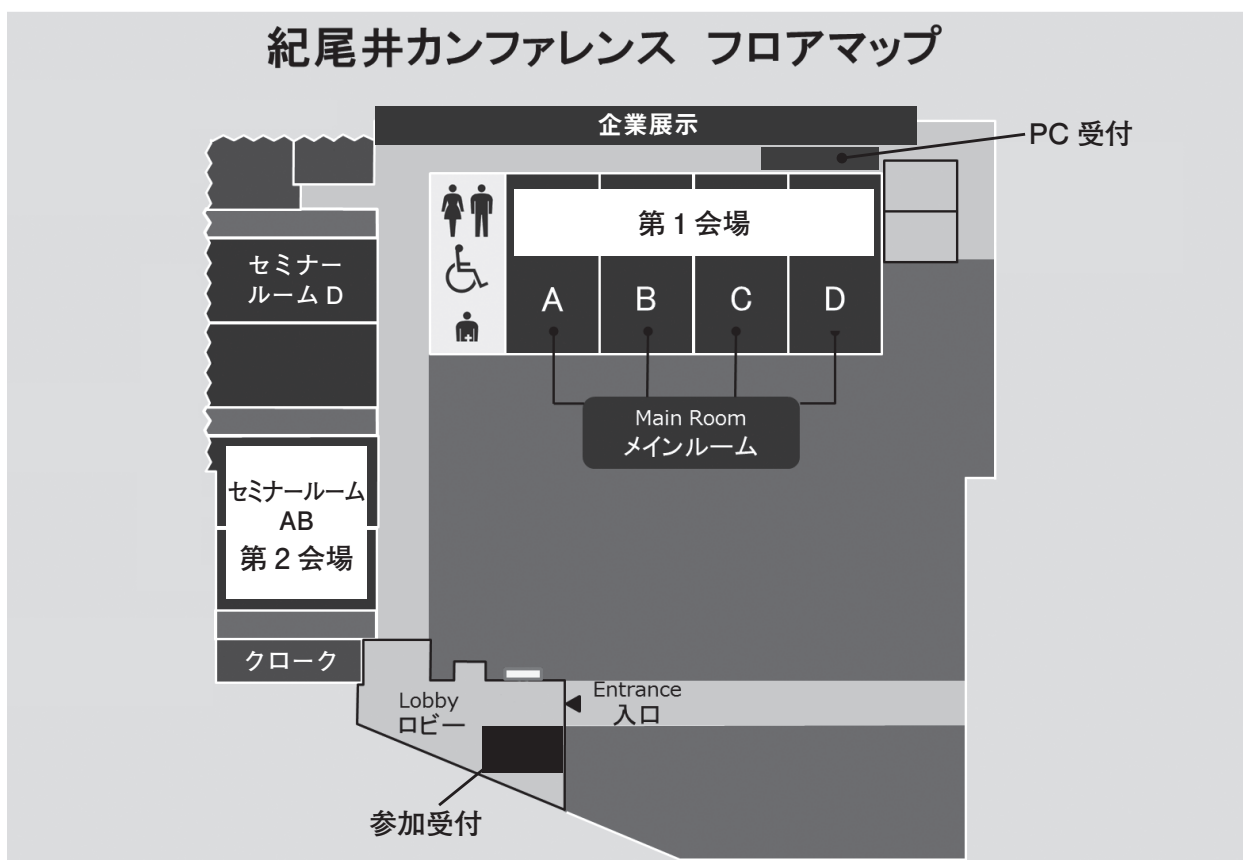 紀尾井カンファレンス フロアマップ
企業展示
PC 受付
第 1 会場
セミナー
ルーム D
A
B
C
D
Main Room
メインルーム
セミナールーム
AB
第 2 会場
クローク
Lobby
ロビー
Entrance
入口
参加受付